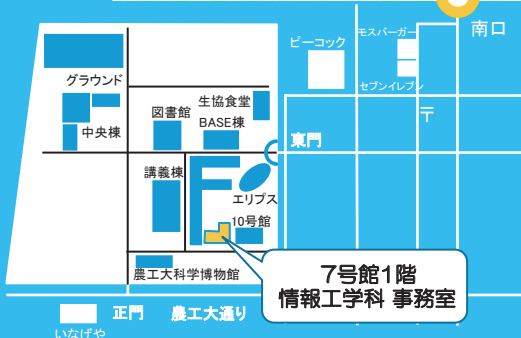 南口
モスバーガー
ピーコック
セブンイレブン
〒
グラウンド
生協食堂
図書館
BASE棟
中央棟
東門
講義棟
エリプス
10号館
農工大科学博物館
7号館1階
情報工学科 事務室
正門
農工大通り
いなげや